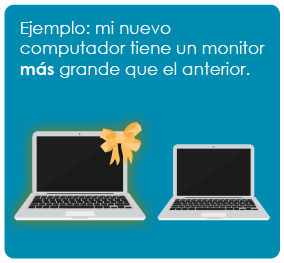 Ejemplo: mi nuevo
computador tiene un monitor
más grande que el anterior.